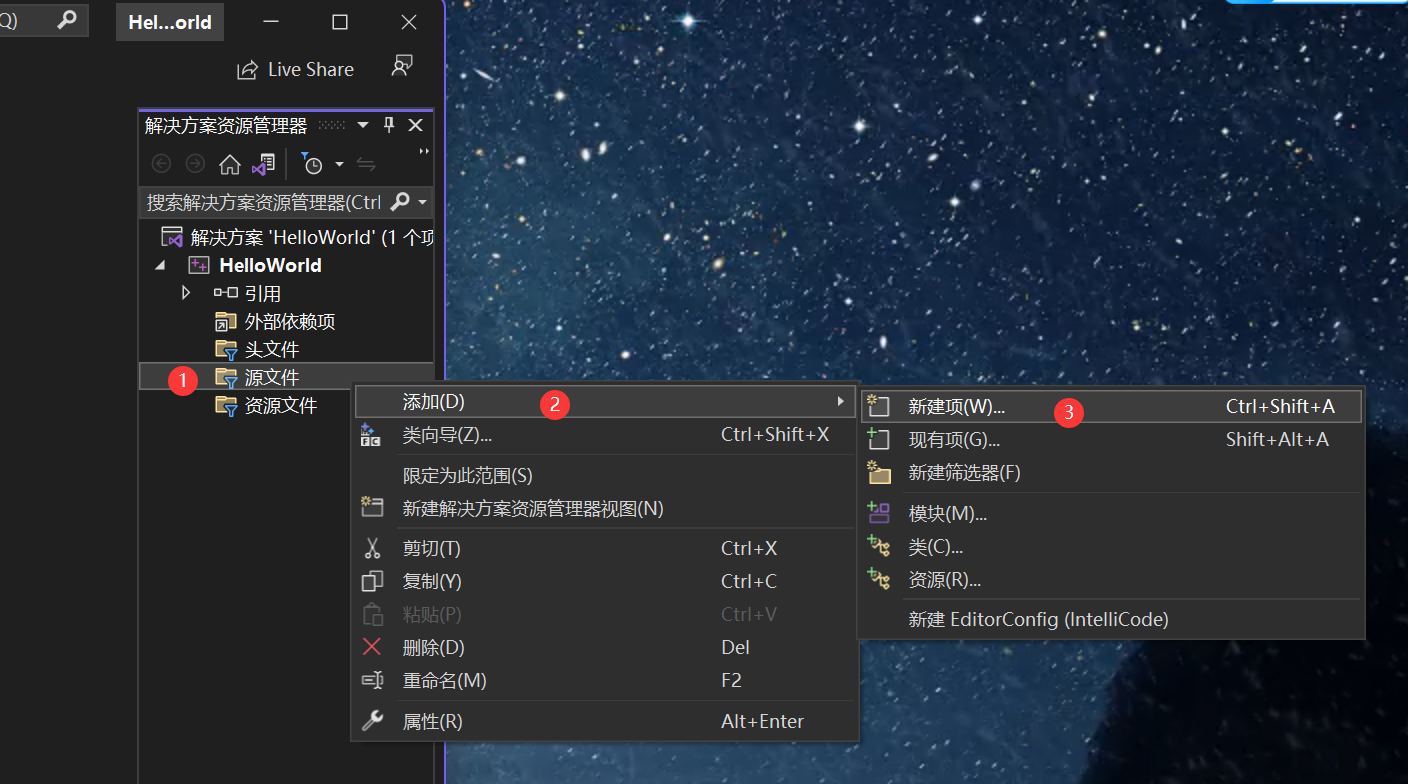 Q)
Hel...orld
Live Share
解决方案资源管理器
搜索解决方案资源管理器(Ctrl
解决方案 'HelloWorld' (1 个项
HelloWorld
引用
外部依赖项
头文件
1 源文件
资源文件
添加(D) 2
类向导(Z)... Ctrl+Shift+X
限定为此范围(S)
新建解决方案资源管理器视图(N)
剪切(T) Ctrl+X
复制(Y) Ctrl+C
粘贴(P) Ctrl+V
删除(D) Del
重命名(M) F2
属性(R) Alt+Enter
新建项(W)... 3 Ctrl+Shift+A
现有项(G)... Shift+Alt+A
新建筛选器(F)
模块(M)...
类(C)...
资源(R)...
新建 EditorConfig (IntelliCode)